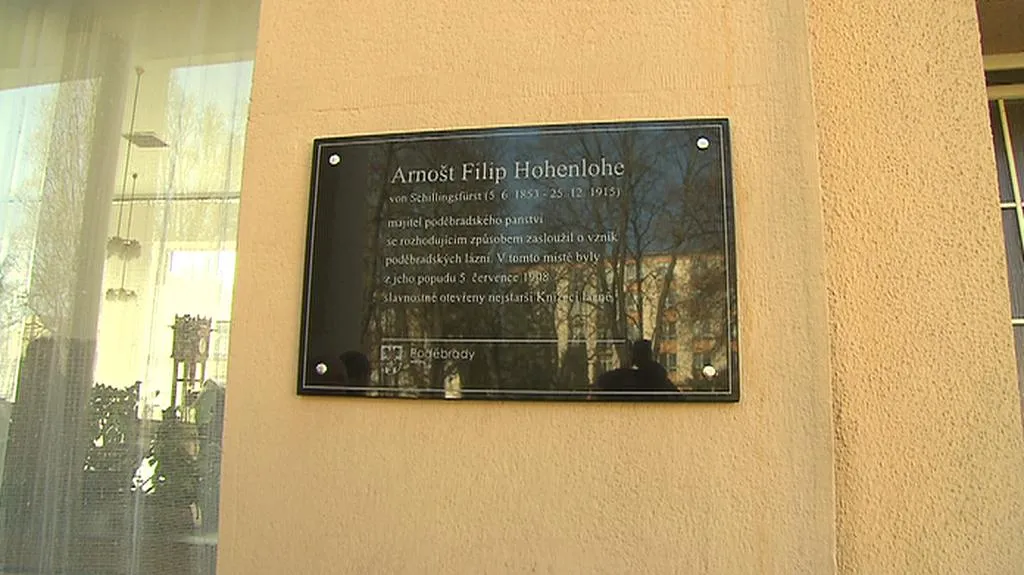 Arnošt Filip Hohenlohe
von Schillingsfürst (5. 6. 1853 - 25. 12. 1915)
majitel poděbradského panství
se rozhodujícím způsobem zasloužil o vznik
poděbradských lázní. V tomto místě byly
z jeho popudu 5. července 1908
slavnostně otevřeny nejstarší Knížecí lázně.
Poděbrady